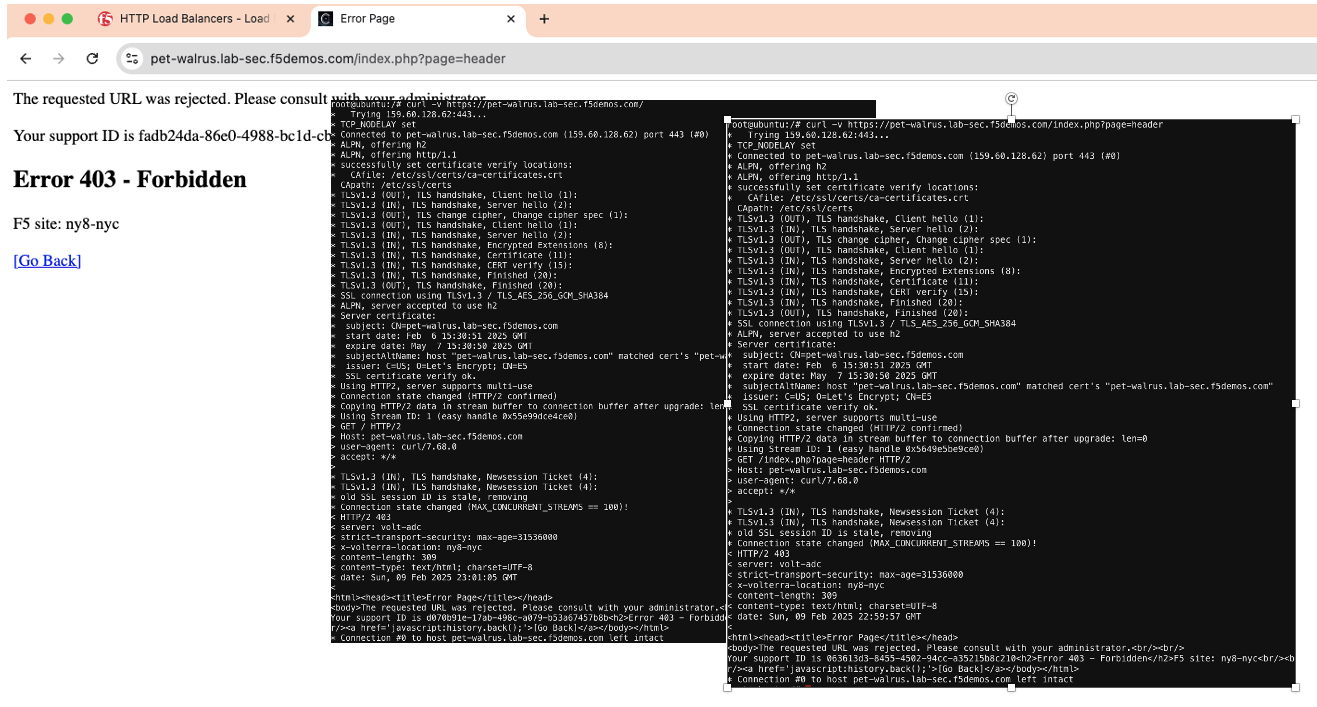 HTTP Load Balancers - Load
Error Page
pet-walrus.lab-sec.f5demos.com/index.php?page=header
The requested URL was rejected. Please consult with your administrator.
Your support ID is fadb24da-86e0-4988-bc1d-cb
Error 403 - Forbidden
F5 site: ny8-nyc
[Go Back]
root@ubuntu:/# curl -v https://pet-walrus.lab-sec.f5demos.com/
*   Trying 159.60.128.62:443...
* TCP_NODELAY set
* Connected to pet-walrus.lab-sec.f5demos.com (159.60.128.62) port 443 (#0)
* ALPN, offering h2
* ALPN, offering http/1.1
* successfully set certificate verify locations:
*   CAfile: /etc/ssl/certs/ca-certificates.crt
  CApath: /etc/ssl/certs
* TLSv1.3 (OUT), TLS handshake, Client hello (1):
* TLSv1.3 (IN), TLS handshake, Server hello (2):
* TLSv1.3 (OUT), TLS change cipher, Change cipher spec (1):
* TLSv1.3 (OUT), TLS handshake, Client hello (1):
* TLSv1.3 (IN), TLS handshake, Server hello (2):
* TLSv1.3 (IN), TLS handshake, Encrypted Extensions (8):
* TLSv1.3 (IN), TLS handshake, Certificate (11):
* TLSv1.3 (IN), TLS handshake, CERT verify (15):
* TLSv1.3 (IN), TLS handshake, Finished (20):
* TLSv1.3 (OUT), TLS handshake, Finished (20):
* SSL connection using TLSv1.3 / TLS_AES_256_GCM_SHA384
* ALPN, server accepted to use h2
* Server certificate:
*  subject: CN=pet-walrus.lab-sec.f5demos.com
*  start date: Feb  6 15:30:51 2025 GMT
*  expire date: May  7 15:30:50 2025 GMT
*  subjectAltName: host "pet-walrus.lab-sec.f5demos.com" matched cert's "pet-wa
*  issuer: C=US; O=Let's Encrypt; CN=E5
*  SSL certificate verify ok.
* Using HTTP2, server supports multi-use
* Connection state changed (HTTP/2 confirmed)
* Copying HTTP/2 data in stream buffer to connection buffer after upgrade: len
* Using Stream ID: 1 (easy handle 0x55e99dce4ce0)
> GET / HTTP/2
> Host: pet-walrus.lab-sec.f5demos.com
> user-agent: curl/7.68.0
> accept: */*
>
* TLSv1.3 (IN), TLS handshake, Newsession Ticket (4):
* TLSv1.3 (IN), TLS handshake, Newsession Ticket (4):
* old SSL session ID is stale, removing
* Connection state changed (MAX_CONCURRENT_STREAMS == 100)!
< HTTP/2 403
< server: volt-adc
< strict-transport-security: max-age=31536000
< x-volterra-location: ny8-nyc
< content-length: 309
< content-type: text/html; charset=UTF-8
< date: Sun, 09 Feb 2025 23:01:05 GMT
<
<html><head><title>Error Page</title></head>
<body>The requested URL was rejected. Please consult with your administrator.<
Your support ID is d070b91e-17ab-498c-a079-b53a67457b8b<h2>Error 403 - Forbidd
r/><a href='javascript:history.back();'>[Go Back]</a></body></html>
* Connection #0 to host pet-walrus.lab-sec.f5demos.com left intact
root@ubuntu:/# curl -v https://pet-walrus.lab-sec.f5demos.com/index.php?page=header
*   Trying 159.60.128.62:443...
* TCP_NODELAY set
* Connected to pet-walrus.lab-sec.f5demos.com (159.60.128.62) port 443 (#0)
* ALPN, offering h2
* ALPN, offering http/1.1
* successfully set certificate verify locations:
*   CAfile: /etc/ssl/certs/ca-certificates.crt
  CApath: /etc/ssl/certs
* TLSv1.3 (OUT), TLS handshake, Client hello (1):
* TLSv1.3 (IN), TLS handshake, Server hello (2):
* TLSv1.3 (OUT), TLS change cipher, Change cipher spec (1):
* TLSv1.3 (OUT), TLS handshake, Client hello (1):
* TLSv1.3 (IN), TLS handshake, Server hello (2):
* TLSv1.3 (IN), TLS handshake, Encrypted Extensions (8):
* TLSv1.3 (IN), TLS handshake, Certificate (11):
* TLSv1.3 (IN), TLS handshake, CERT verify (15):
* TLSv1.3 (IN), TLS handshake, Finished (20):
* TLSv1.3 (OUT), TLS handshake, Finished (20):
* SSL connection using TLSv1.3 / TLS_AES_256_GCM_SHA384
* ALPN, server accepted to use h2
* Server certificate:
*  subject: CN=pet-walrus.lab-sec.f5demos.com
*  start date: Feb  6 15:30:51 2025 GMT
*  expire date: May  7 15:30:50 2025 GMT
*  subjectAltName: host "pet-walrus.lab-sec.f5demos.com" matched cert's "pet-walrus.lab-sec.f5demos.com"
*  issuer: C=US; O=Let's Encrypt; CN=E5
*  SSL certificate verify ok.
* Using HTTP2, server supports multi-use
* Connection state changed (HTTP/2 confirmed)
* Copying HTTP/2 data in stream buffer to connection buffer after upgrade: len=0
* Using Stream ID: 1 (easy handle 0x5649e5be9ce0)
> GET /index.php?page=header HTTP/2
> Host: pet-walrus.lab-sec.f5demos.com
> user-agent: curl/7.68.0
> accept: */*
>
* TLSv1.3 (IN), TLS handshake, Newsession Ticket (4):
* TLSv1.3 (IN), TLS handshake, Newsession Ticket (4):
* old SSL session ID is stale, removing
* Connection state changed (MAX_CONCURRENT_STREAMS == 100)!
< HTTP/2 403
< server: volt-adc
< strict-transport-security: max-age=31536000
< x-volterra-location: ny8-nyc
< content-length: 309
< content-type: text/html; charset=UTF-8
< date: Sun, 09 Feb 2025 22:59:57 GMT
<
<html><head><title>Error Page</title></head>
<body>The requested URL was rejected. Please consult with your administrator.<br/><br/>
Your support ID is 063613d3-8455-4502-94cc-a35215b8c210<h2>Error 403 - Forbidden</h2>F5 site: ny8-nyc<br/><b
r/><a href='javascript:history.back();'>[Go Back]</a></body></html>
* Connection #0 to host pet-walrus.lab-sec.f5demos.com left intact